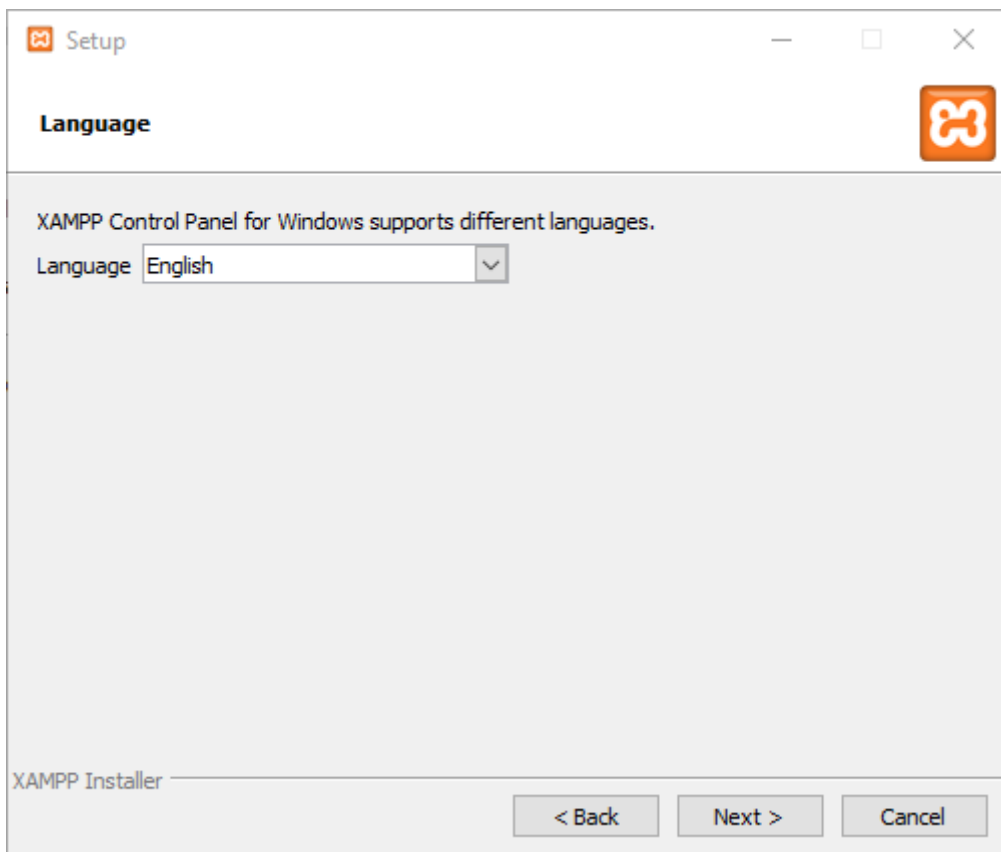 Setup
Language
XAMPP Control Panel for Windows supports different languages.
Language English
XAMPP Installer
< Back Next > Cancel